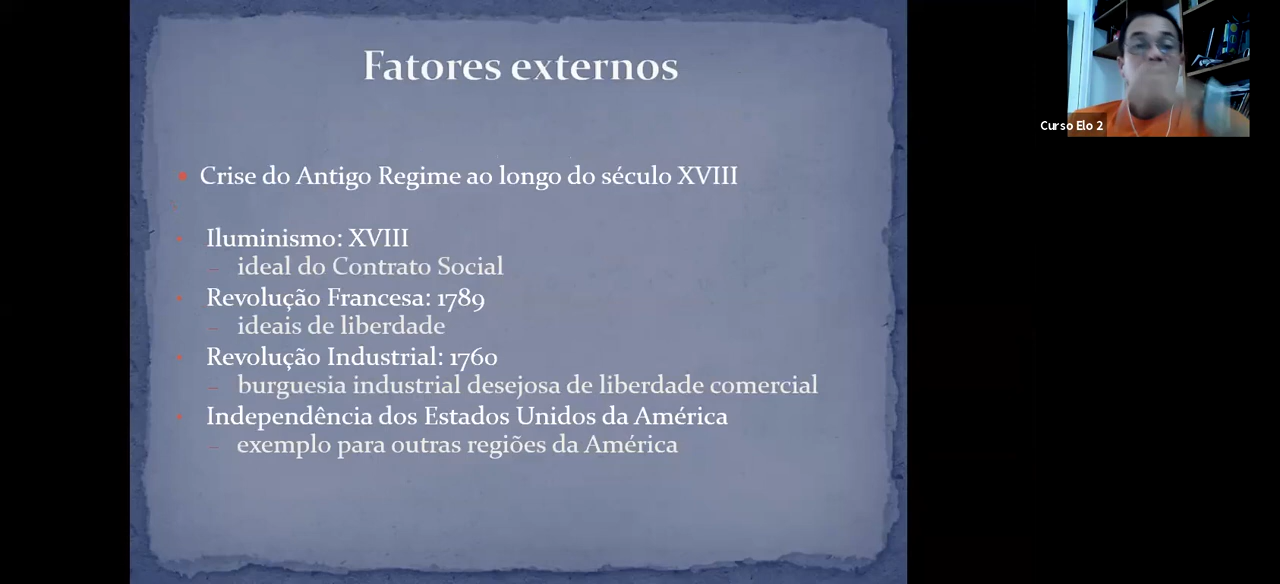 Fatores externos
Crise do Antigo Regime ao longo do século XVIII
Iluminismo: XVIII
– ideal do Contrato Social
Revolução Francesa: 1789
– ideais de liberdade
Revolução Industrial: 1760
– burguesia industrial desejosa de liberdade comercial
Independência dos Estados Unidos da América
– exemplo para outras regiões da América
Curso Elo 2